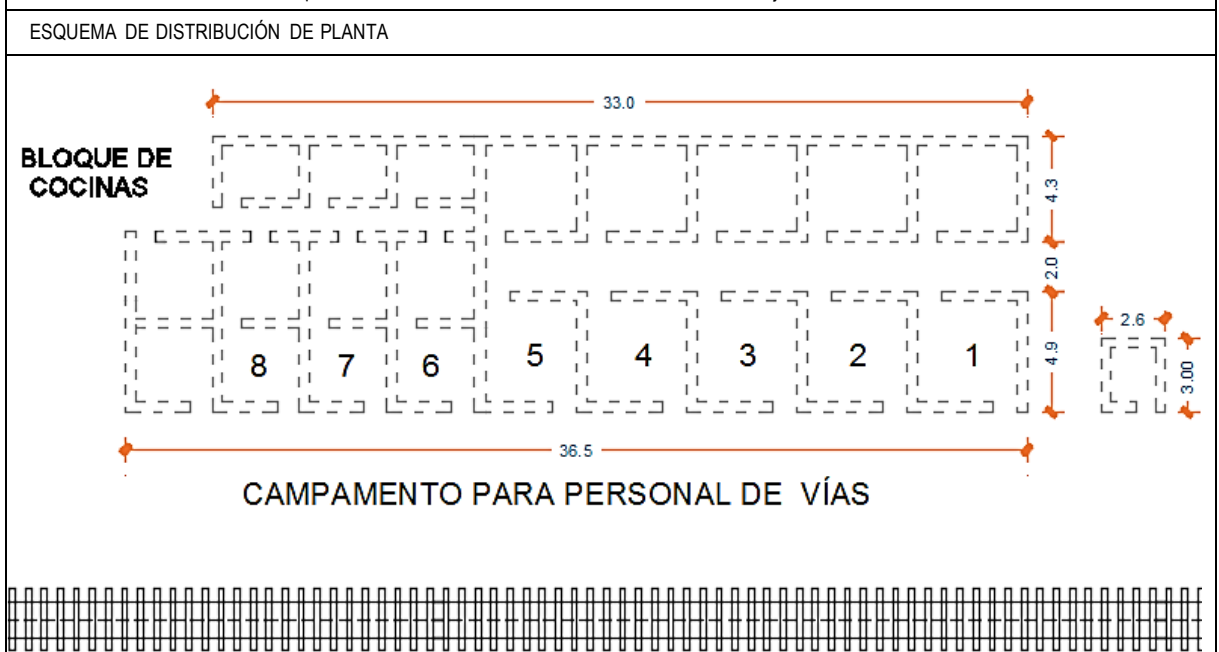 ESQUEMA DE DISTRIBUCIÓN DE PLANTA
33.0
BLOQUE DE
COCINAS
4.3
2.0
4.9
2.6
3.00
8 7 6 5 4 3 2 1
36.5
CAMPAMENTO PARA PERSONAL DE VÍAS